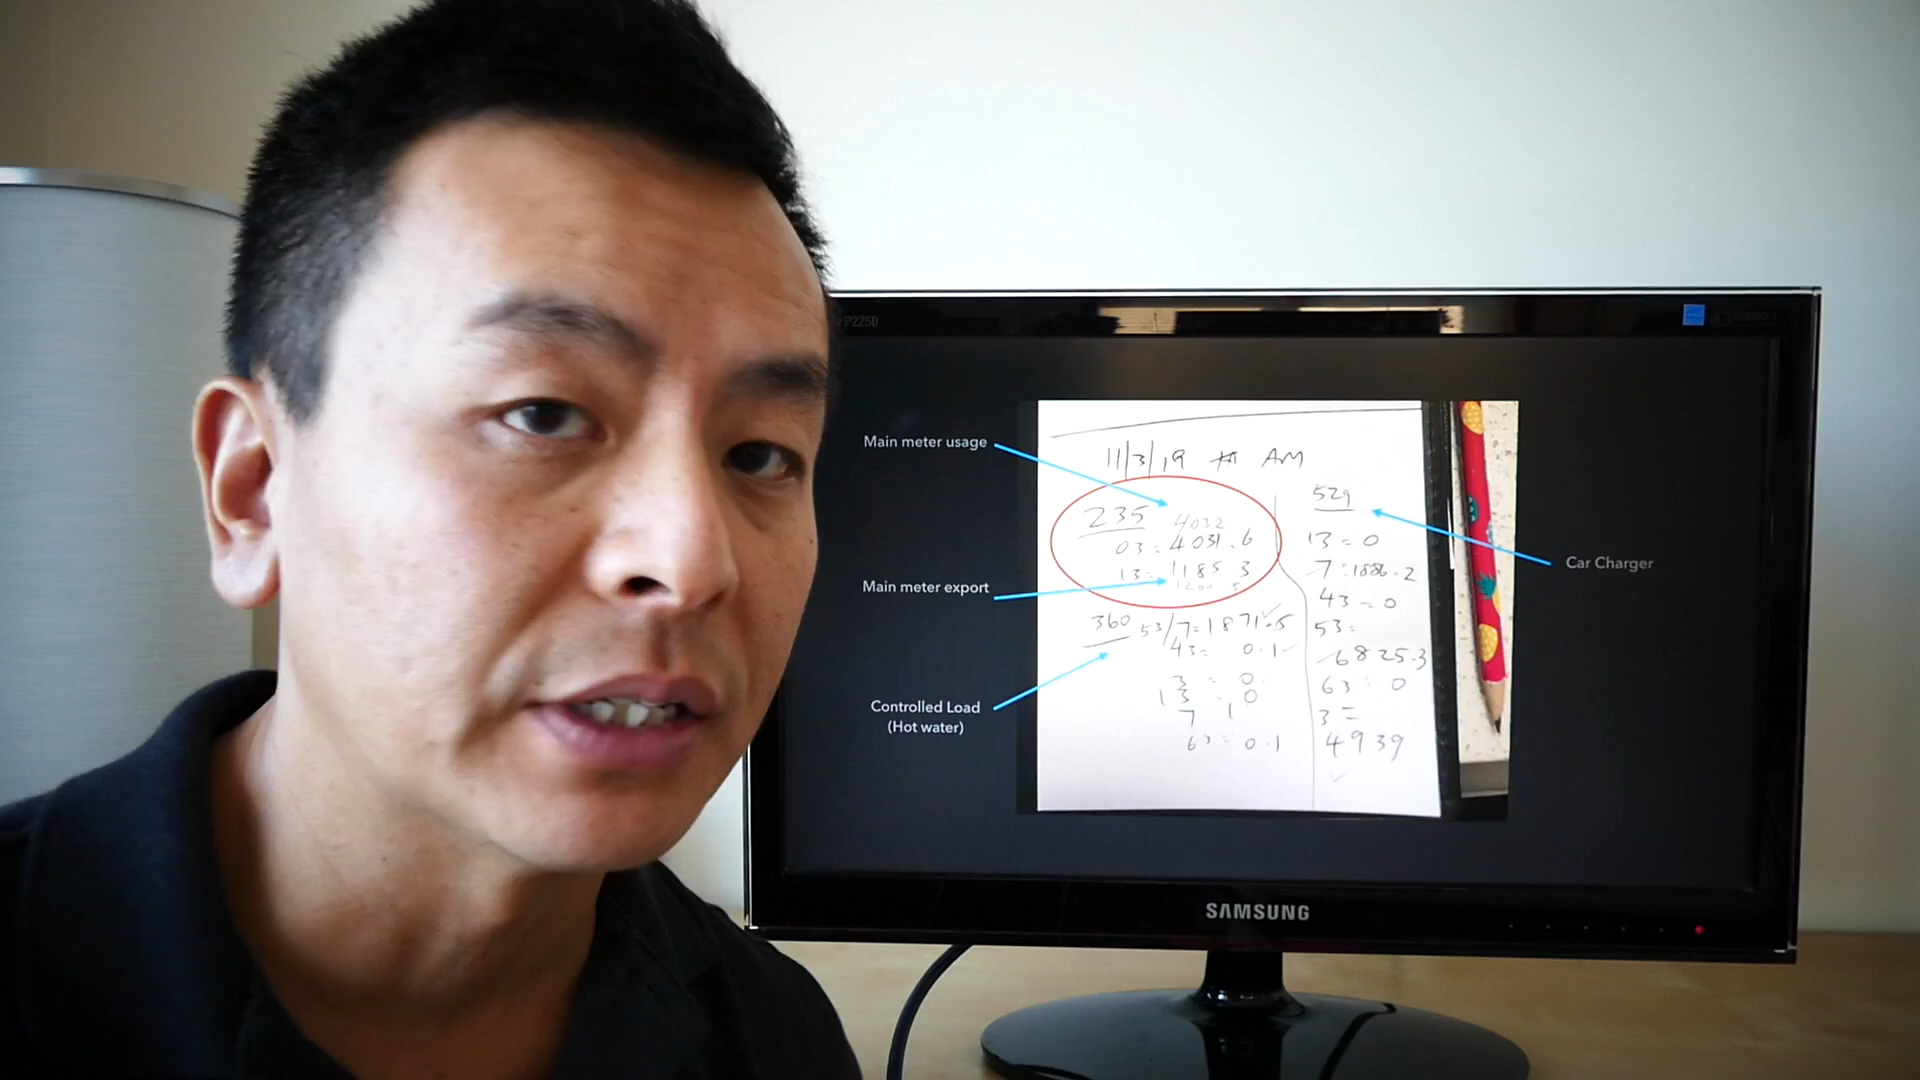 P2250
Main meter usage
Main meter export
Controlled Load
(Hot water)
11/3/19 AM
235
4032
03 = 4031.6
13 = 1185.3
360
53/7 = 1871.5
43 = 0.1
3 = 0
13 = 0
7 1
63 = 0.1
529
13 = 0
7 = 1886.2
43 = 0
53 =
6825.3
63 = 0
3 =
4939
Car Charger
SAMSUNG